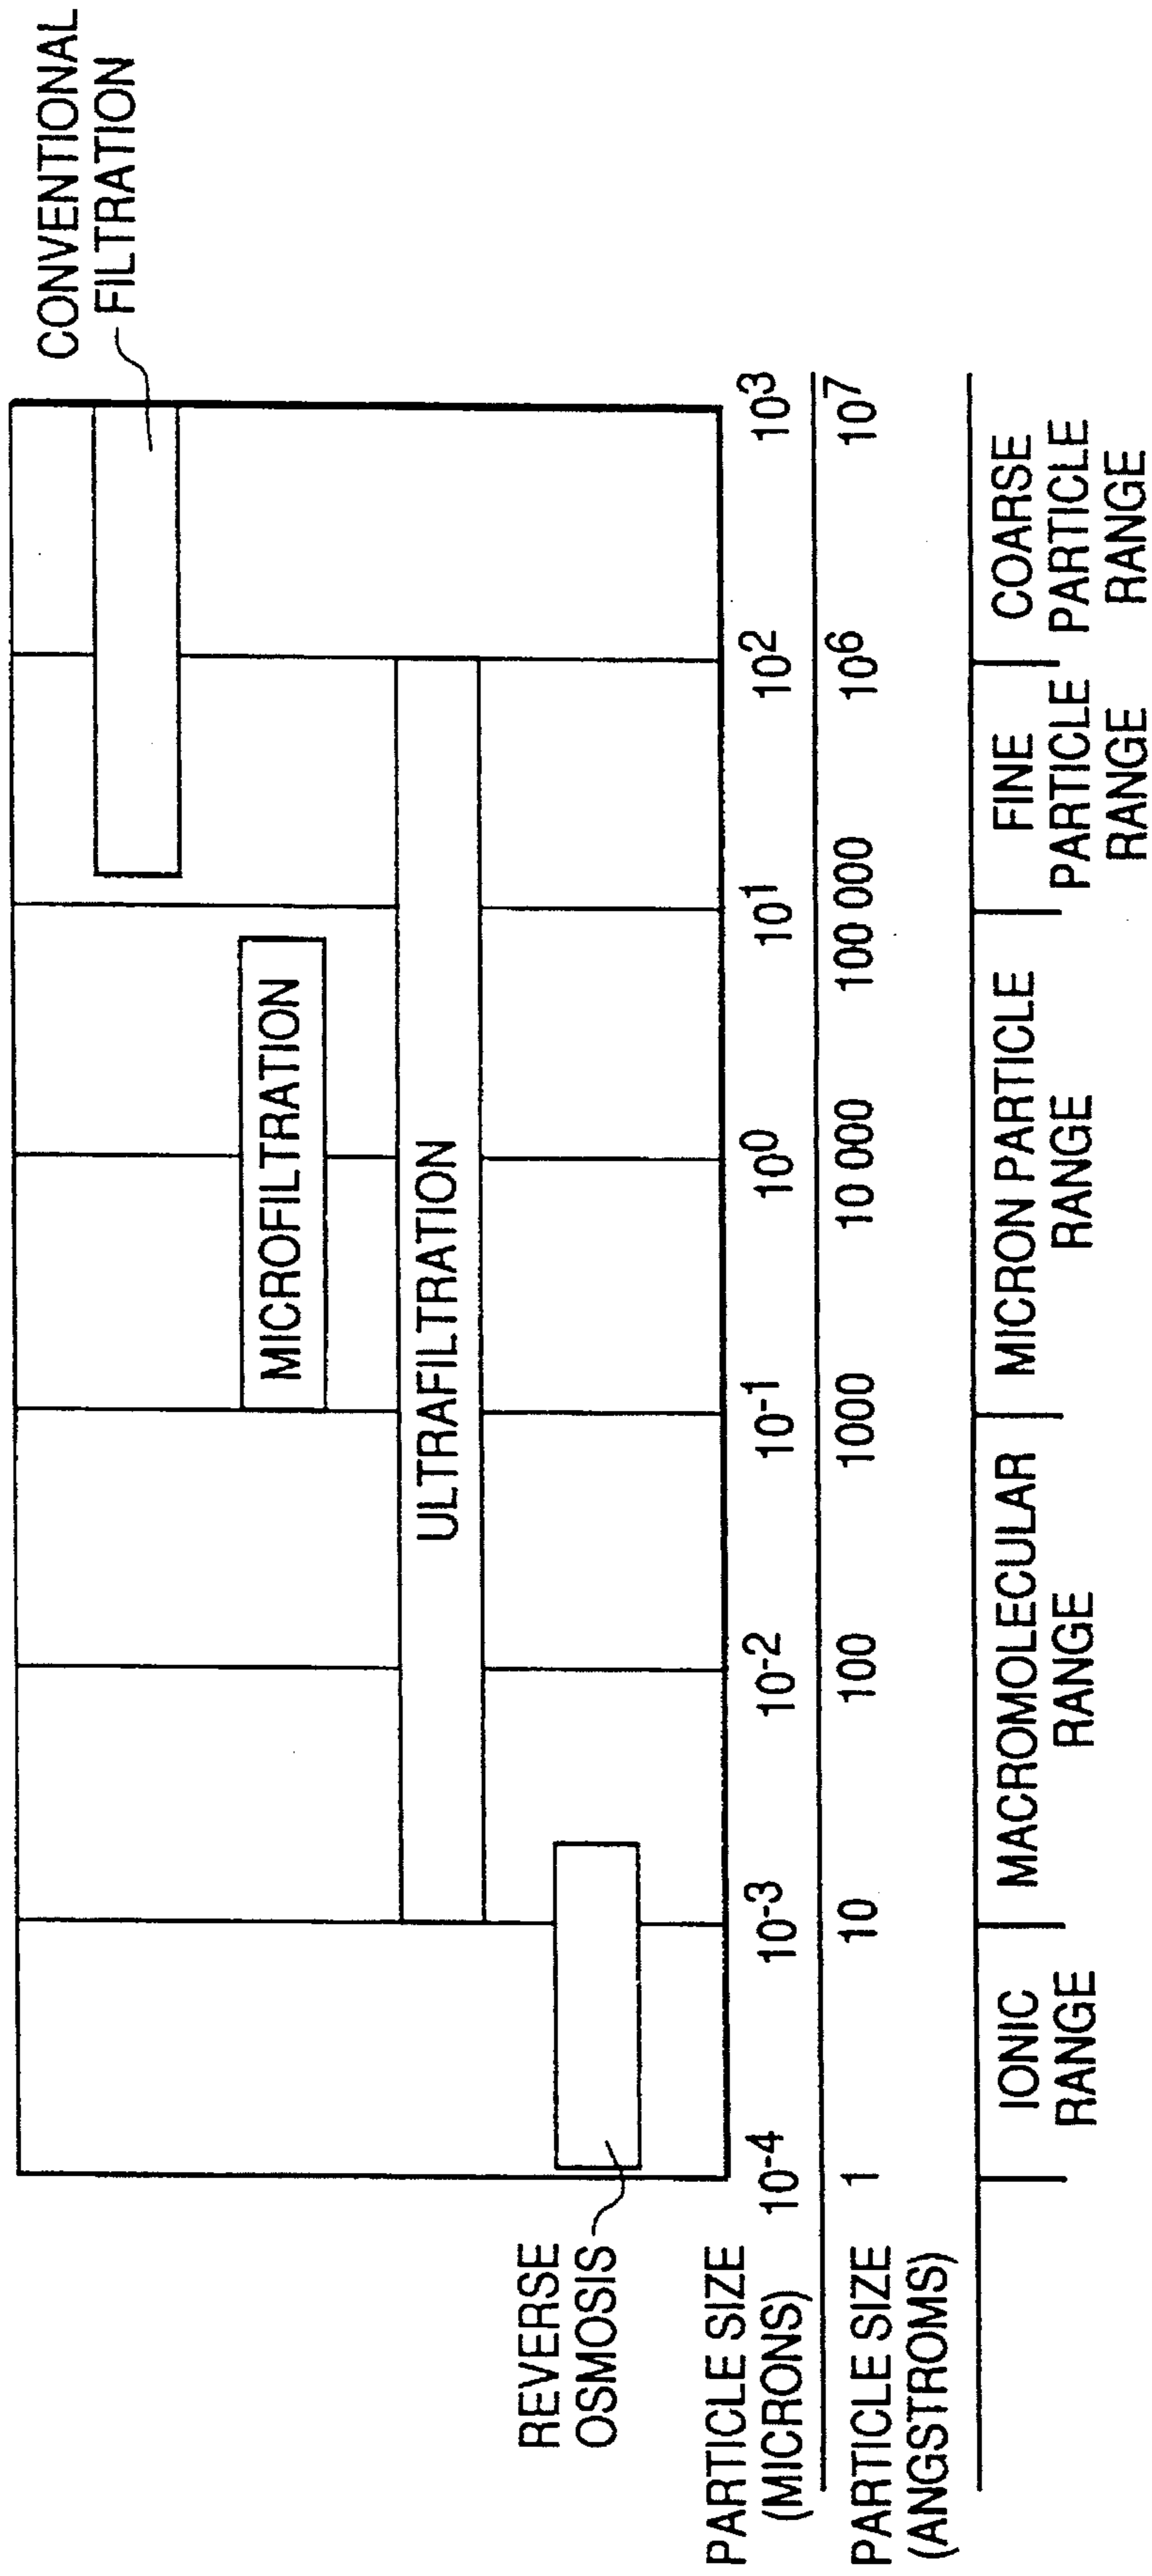 CONVENTIONAL
FILTRATION
MICROFILTRATION
ULTRAFILTRATION
REVERSE
OSMOSIS
PARTICLE SIZE
(MICRONS)
10-4 10-3 10-2 10-1 100 101 102 103
PARTICLE SIZE
(ANGSTROMS)
1 10 100 1000 10 000 100 000 106 107
IONIC
RANGE
MACROMOLECULAR
RANGE
MICRON PARTICLE
RANGE
FINE
PARTICLE
RANGE
COARSE
PARTICLE
RANGE